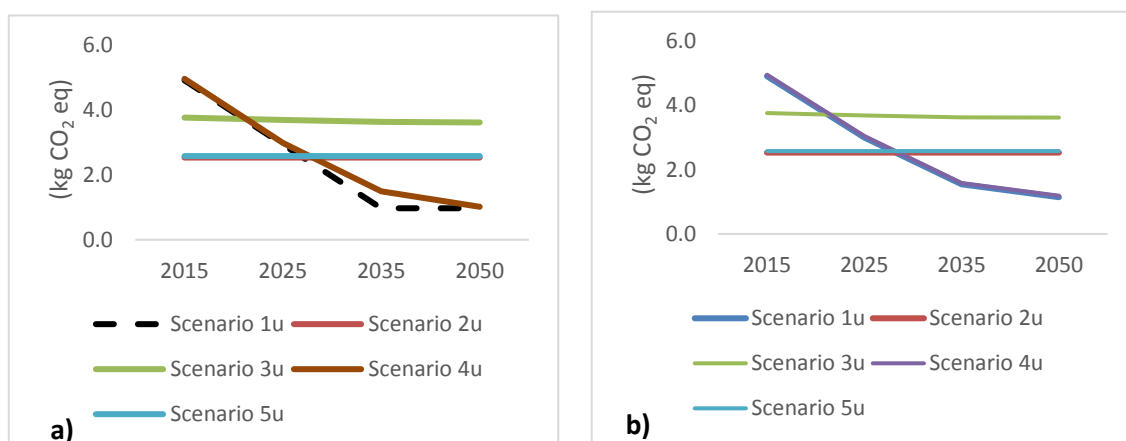 6.0
4.0
2.0
0.0
(kg CO₂ eq)
2015 2025 2035 2050
Scenario 1u Scenario 2u
Scenario 3u Scenario 4u
Scenario 5u
a)
6.0
4.0
2.0
0.0
(kg CO₂ eq)
2015 2025 2035 2050
Scenario 1u Scenario 2u
Scenario 3u Scenario 4u
Scenario 5u
b)